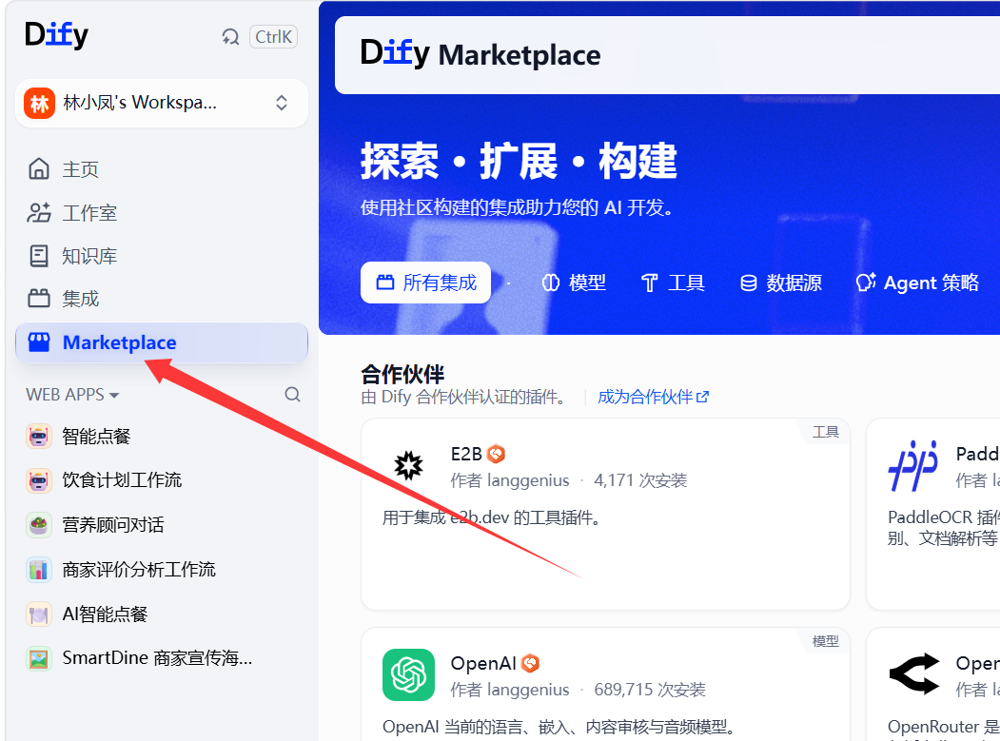 Dify
CtrlK
林 林小凤's Workspa...
主页
工作室
知识库
集成
Marketplace
WEB APPS
智能点餐
饮食计划工作流
营养顾问对话
商家评价分析工作流
AI智能点餐
SmartDine 商家宣传海...
Dify Marketplace
探索 · 扩展 · 构建
使用社区构建的集成助力您的 AI 开发。
所有集成 · 模型 工具 数据源 Agent 策略
合作伙伴
由 Dify 合作伙伴认证的插件。 成为合作伙伴
工具
E2B
作者 langgenius · 4,171 次安装
用于集成 e2b.dev 的工具插件。
Padd
作者 la
PaddleOCR 插件
别、文档解析等
模型
OpenAI
作者 langgenius · 689,715 次安装
OpenAI 当前的语言、嵌入、内容审核与音频模型。
Open
作者 la
OpenRouter 是